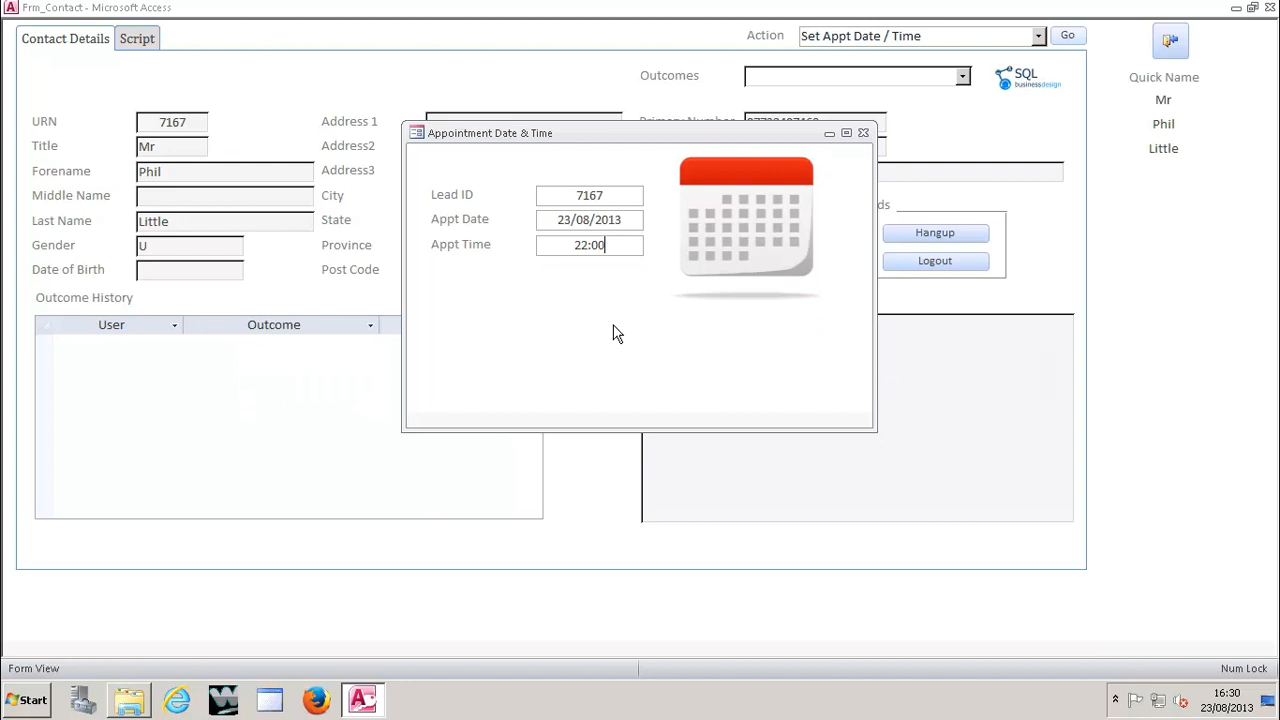 Frm_Contact - Microsoft Access
Contact Details
Script
Action
Set Appt Date / Time
Go
Outcomes
SQL
businessdesign
Quick Name
Mr
Phil
Little
URN
7167
Title
Mr
Forename
Phil
Middle Name
Last Name
Little
Gender
U
Date of Birth
Address 1
Address2
Address3
City
State
Province
Post Code
Primary Number
Appointment Date & Time
Lead ID
7167
Appt Date
23/08/2013
Appt Time
22:00
Hangup
Logout
Outcome History
User
Outcome
Form View
Num Lock
Start
16:30
23/08/2013